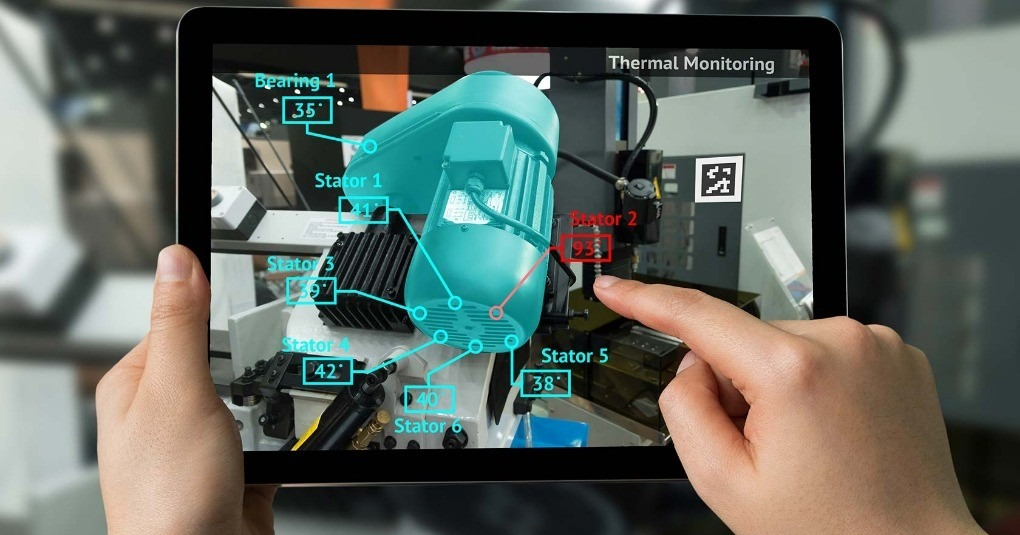 Thermal Monitoring
Bearing 1
35°
Stator 1
41°
Stator 2
93°
Stator 3
39°
Stator 4
42°
Stator 5
38°
40°
Stator 6